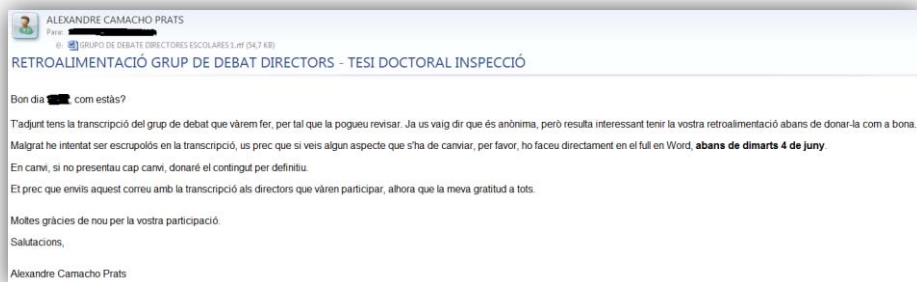 ALEXANDRE CAMACHO PRATS
Para:
GRUPO DE DEBATE DIRECTORES ESCOLARES 1.rtf (54,7 KB)
RETROALIMENTACIÓ GRUP DE DEBAT DIRECTORS - TESI DOCTORAL INSPECCIÓ
Bon dia , com estàs?
T'adjunt tens la transcripció del grup de debat que vàrem fer, per tal que la pogueu revisar. Ja us vaig dir que és anònima, però resulta interessant tenir la vostra retroalimentació abans de donar-la com a bona.
Malgrat he intentat ser escrupolós en la transcripció, us prec que si veis algun aspecte que s'ha de canviar, per favor, ho faceu directament en el full en Word, abans de dimarts 4 de juny.
En canvi, si no presentau cap canvi, donaré el contingut per definitiu.
Et prec que enviïs aquest correu amb la transcripció als directors que vàren participar, alhora que la meva gratitud a tots.
Moltes gràcies de nou per la vostra participació.
Salutacions,
Alexandre Camacho Prats